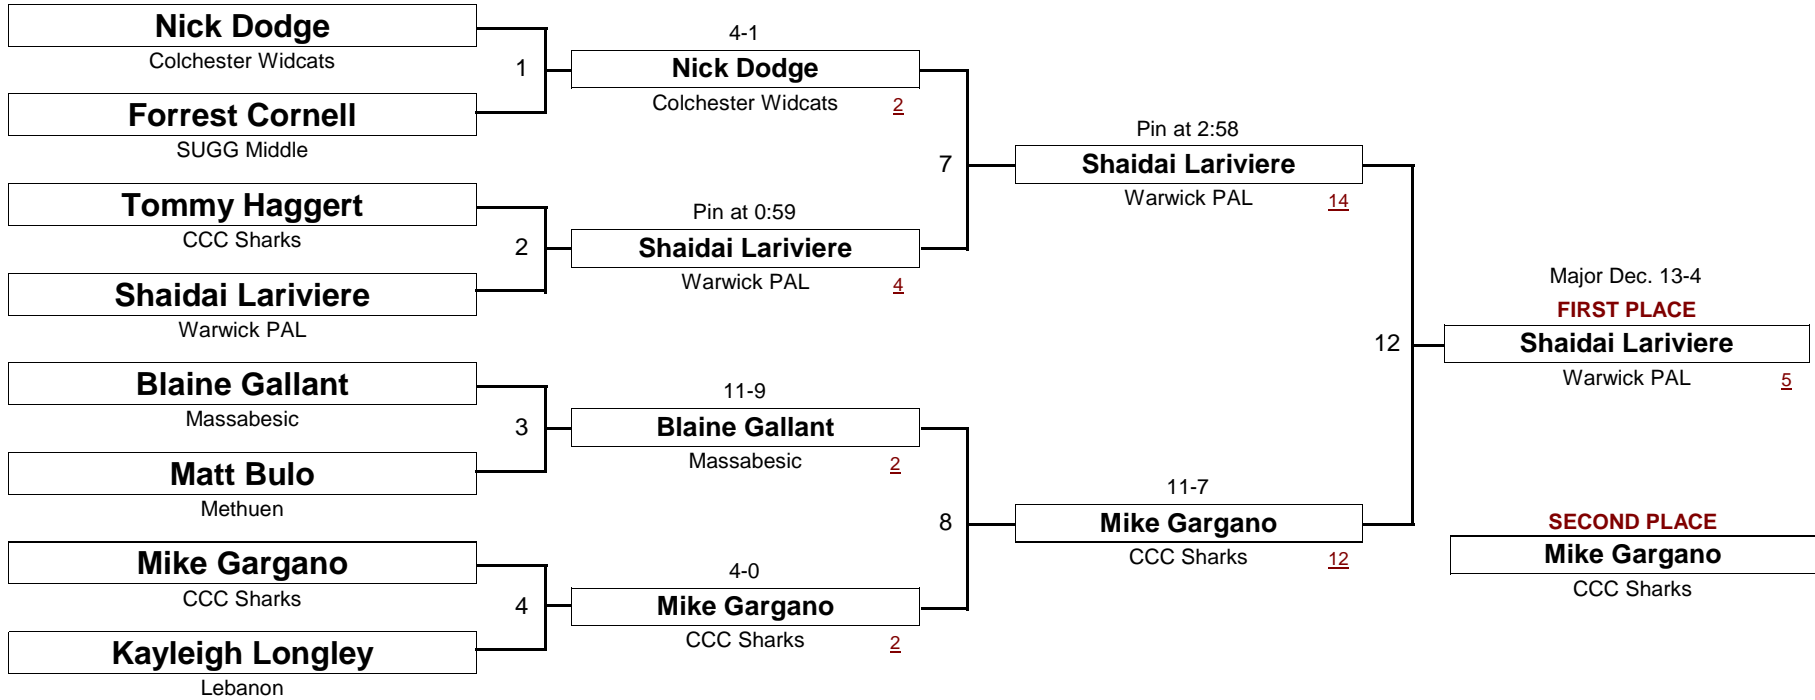 Nick Dodge
Colchester Widcats
1
Forrest Cornell
SUGG Middle
Tommy Haggert
CCC Sharks
2
Shaidai Lariviere
Warwick PAL
Blaine Gallant
Massabesic
3
Matt Bulo
Methuen
Mike Gargano
CCC Sharks
4
Kayleigh Longley
Lebanon
4-1
Nick Dodge
Colchester Widcats 2
7
Pin at 0:59
Shaidai Lariviere
Warwick PAL 4
11-9
Blaine Gallant
Massabesic 2
8
4-0
Mike Gargano
CCC Sharks 2
Pin at 2:58
Shaidai Lariviere
Warwick PAL 14
12
11-7
Mike Gargano
CCC Sharks 12
Major Dec. 13-4
FIRST PLACE
Shaidai Lariviere
Warwick PAL 5
SECOND PLACE
Mike Gargano
CCC Sharks